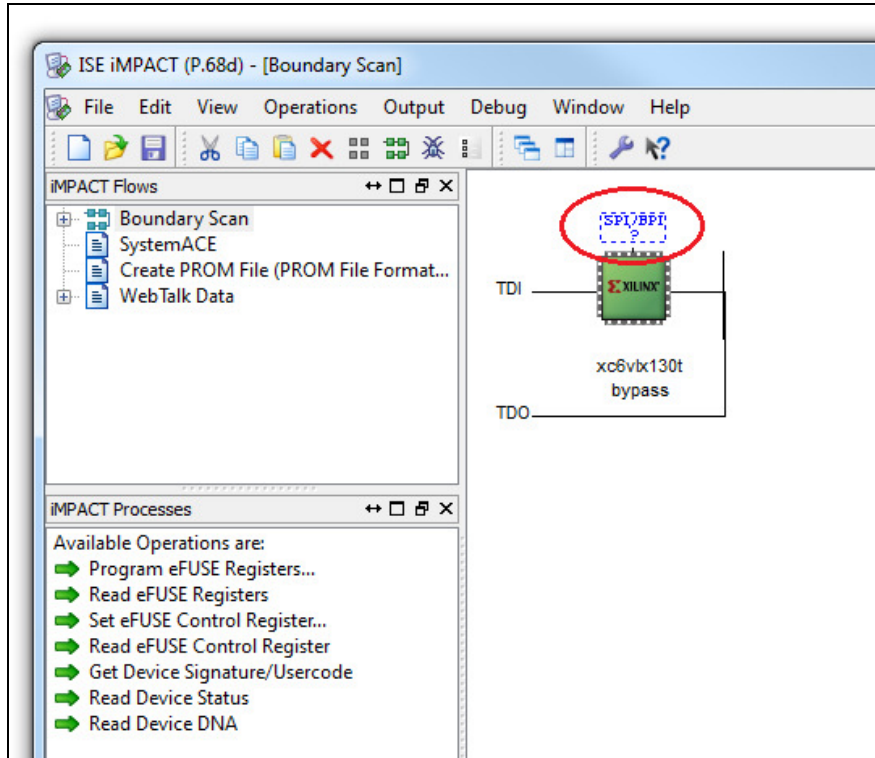 ISE iMPACT (P.68d) - [Boundary Scan]
File Edit View Operations Output Debug Window Help
iMPACT Flows
Boundary Scan
SystemACE
Create PROM File (PROM File Format...
WebTalk Data
SPI/BPI
?
TDI
XILINX
xc6vlx130t
bypass
TDO
iMPACT Processes
Available Operations are:
Program eFUSE Registers...
Read eFUSE Registers
Set eFUSE Control Register...
Read eFUSE Control Register
Get Device Signature/Usercode
Read Device Status
Read Device DNA